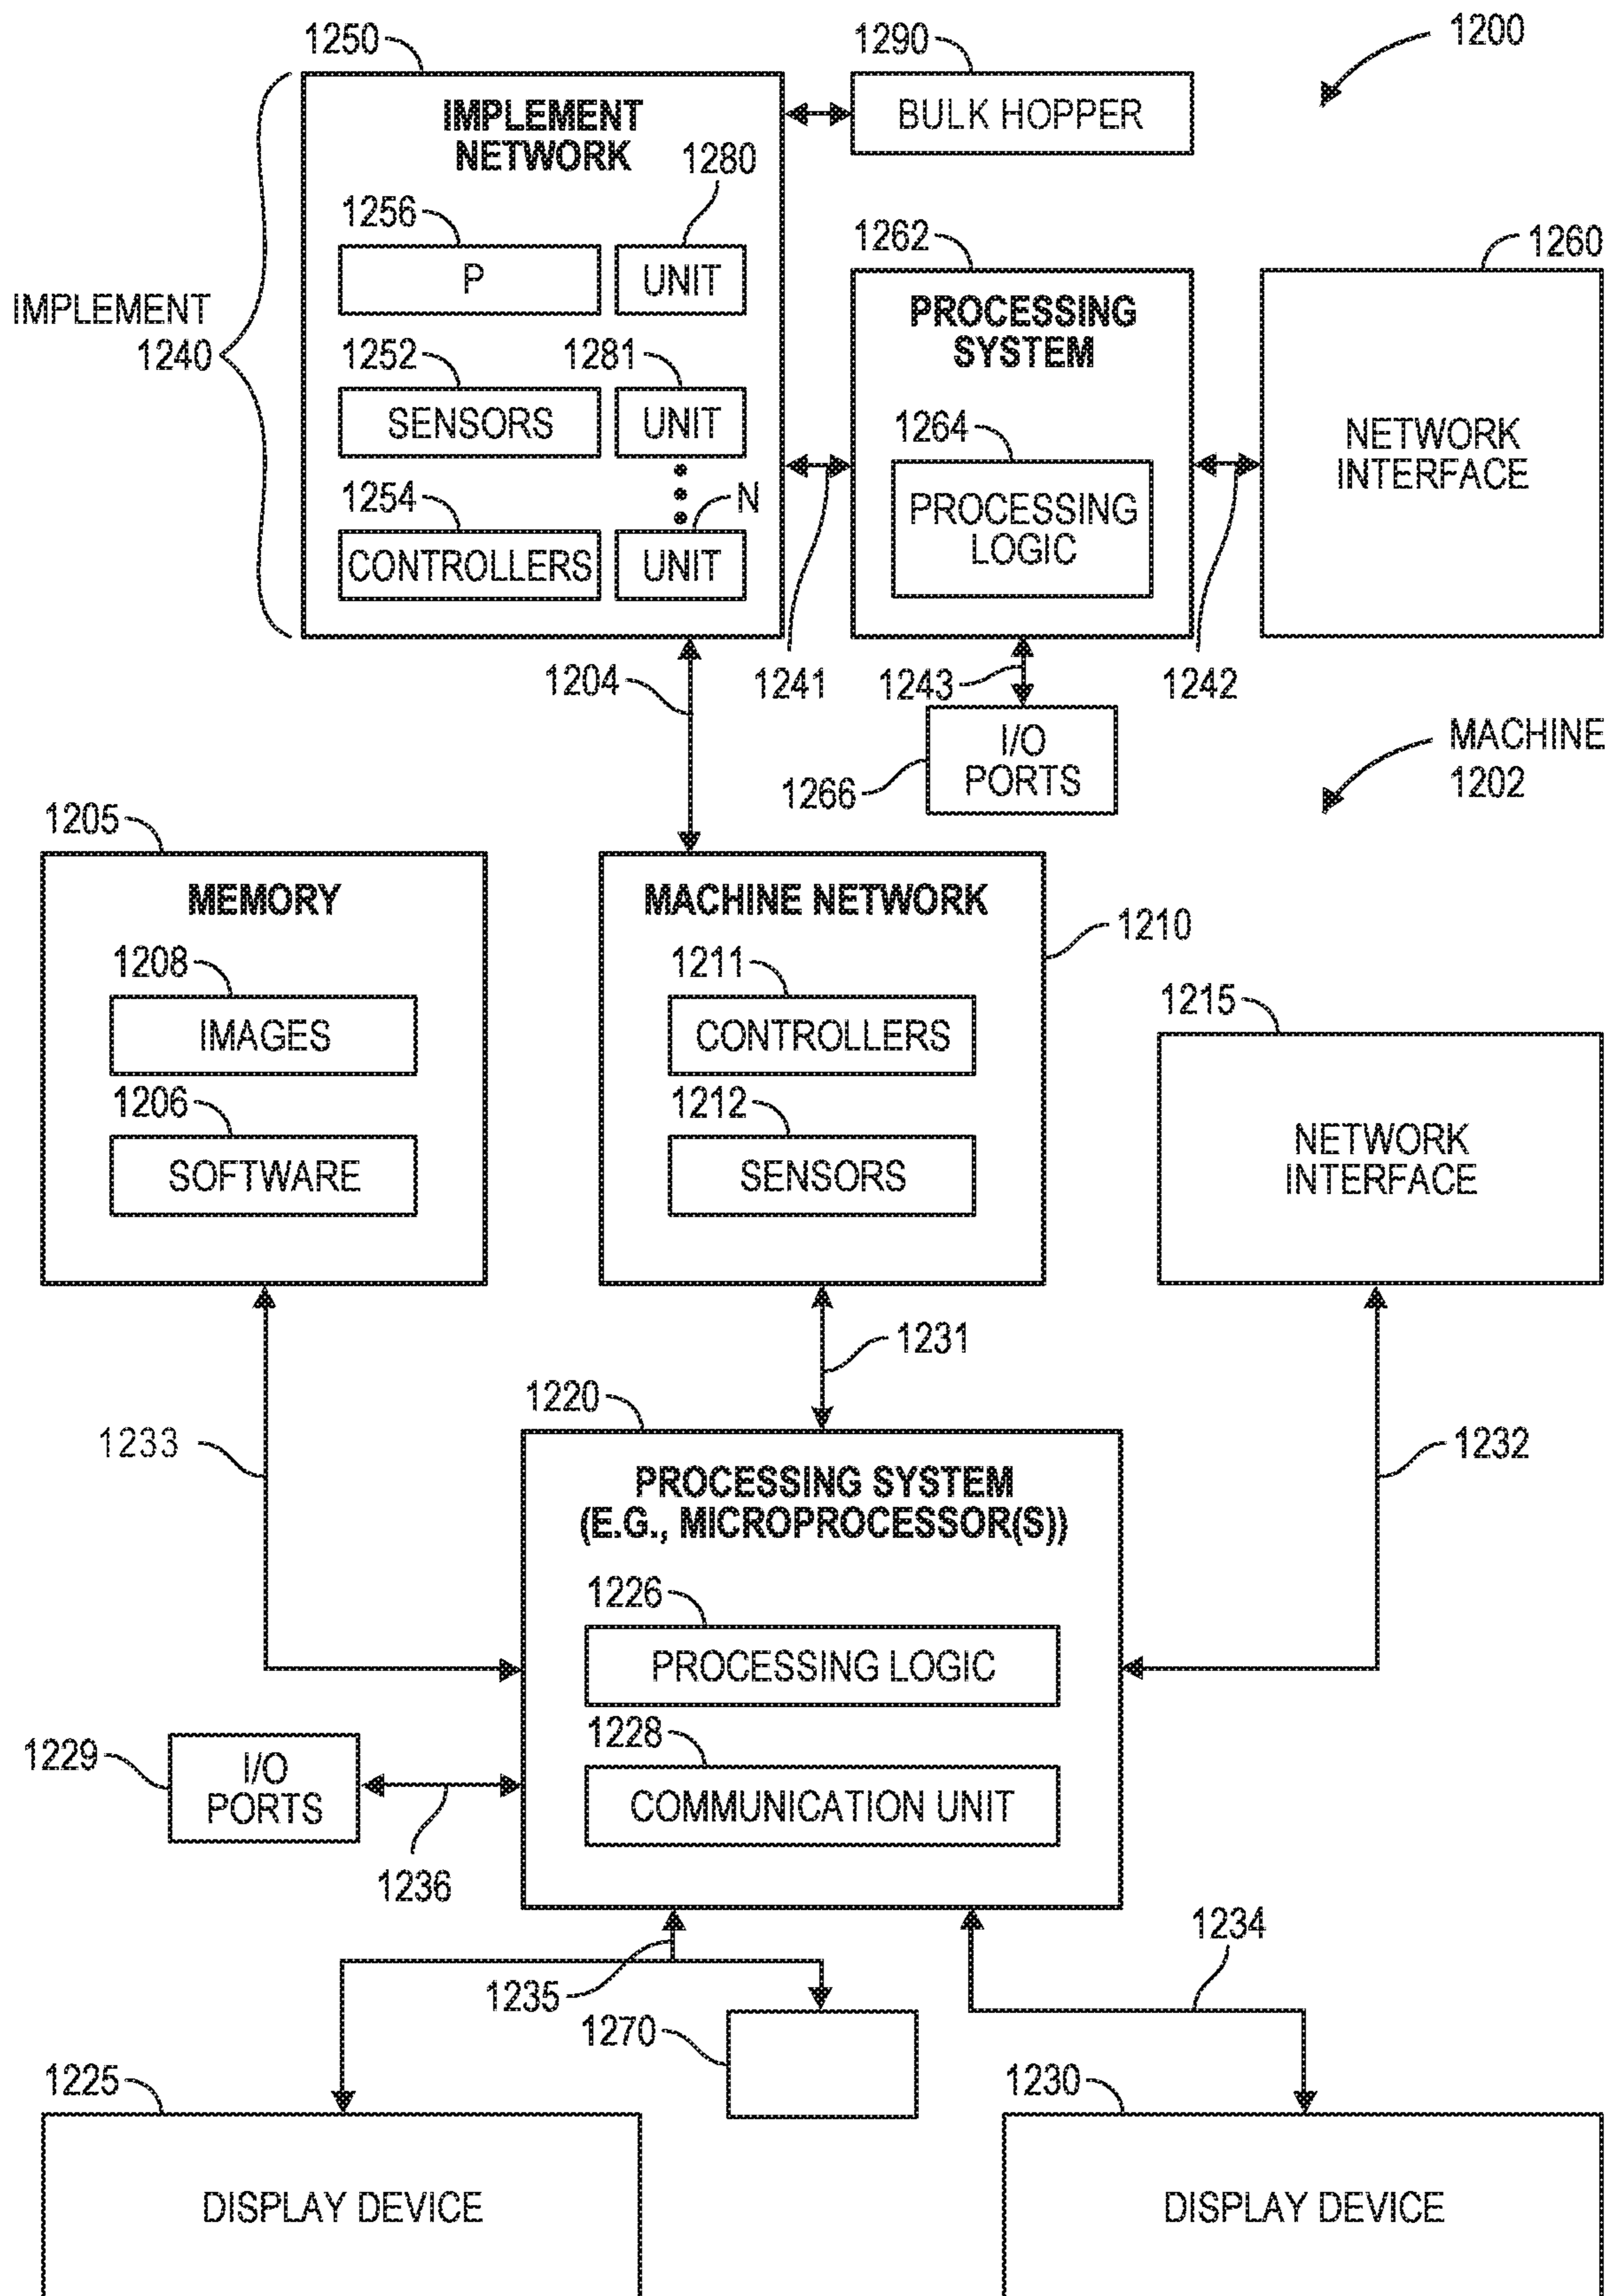 1250
1290
1200
IMPLEMENT
NETWORK
BULK HOPPER
1280
1256
P
UNIT
1262
1260
IMPLEMENT
1240
PROCESSING
SYSTEM
1252
1281
SENSORS
UNIT
1264
NETWORK
INTERFACE
1254
N
PROCESSING
LOGIC
CONTROLLERS
UNIT
1204
1241
1243
1242
I/O
PORTS
1266
MACHINE
1202
1205
MEMORY
MACHINE NETWORK
1210
1208
1211
1215
IMAGES
CONTROLLERS
1206
1212
NETWORK
INTERFACE
SOFTWARE
SENSORS
1231
1220
1233
1232
PROCESSING SYSTEM
(E.G., MICROPROCESSOR(S))
1226
PROCESSING LOGIC
1228
1229
I/O
PORTS
COMMUNICATION UNIT
1236
1234
1235
1270
1225
1230
DISPLAY DEVICE
DISPLAY DEVICE